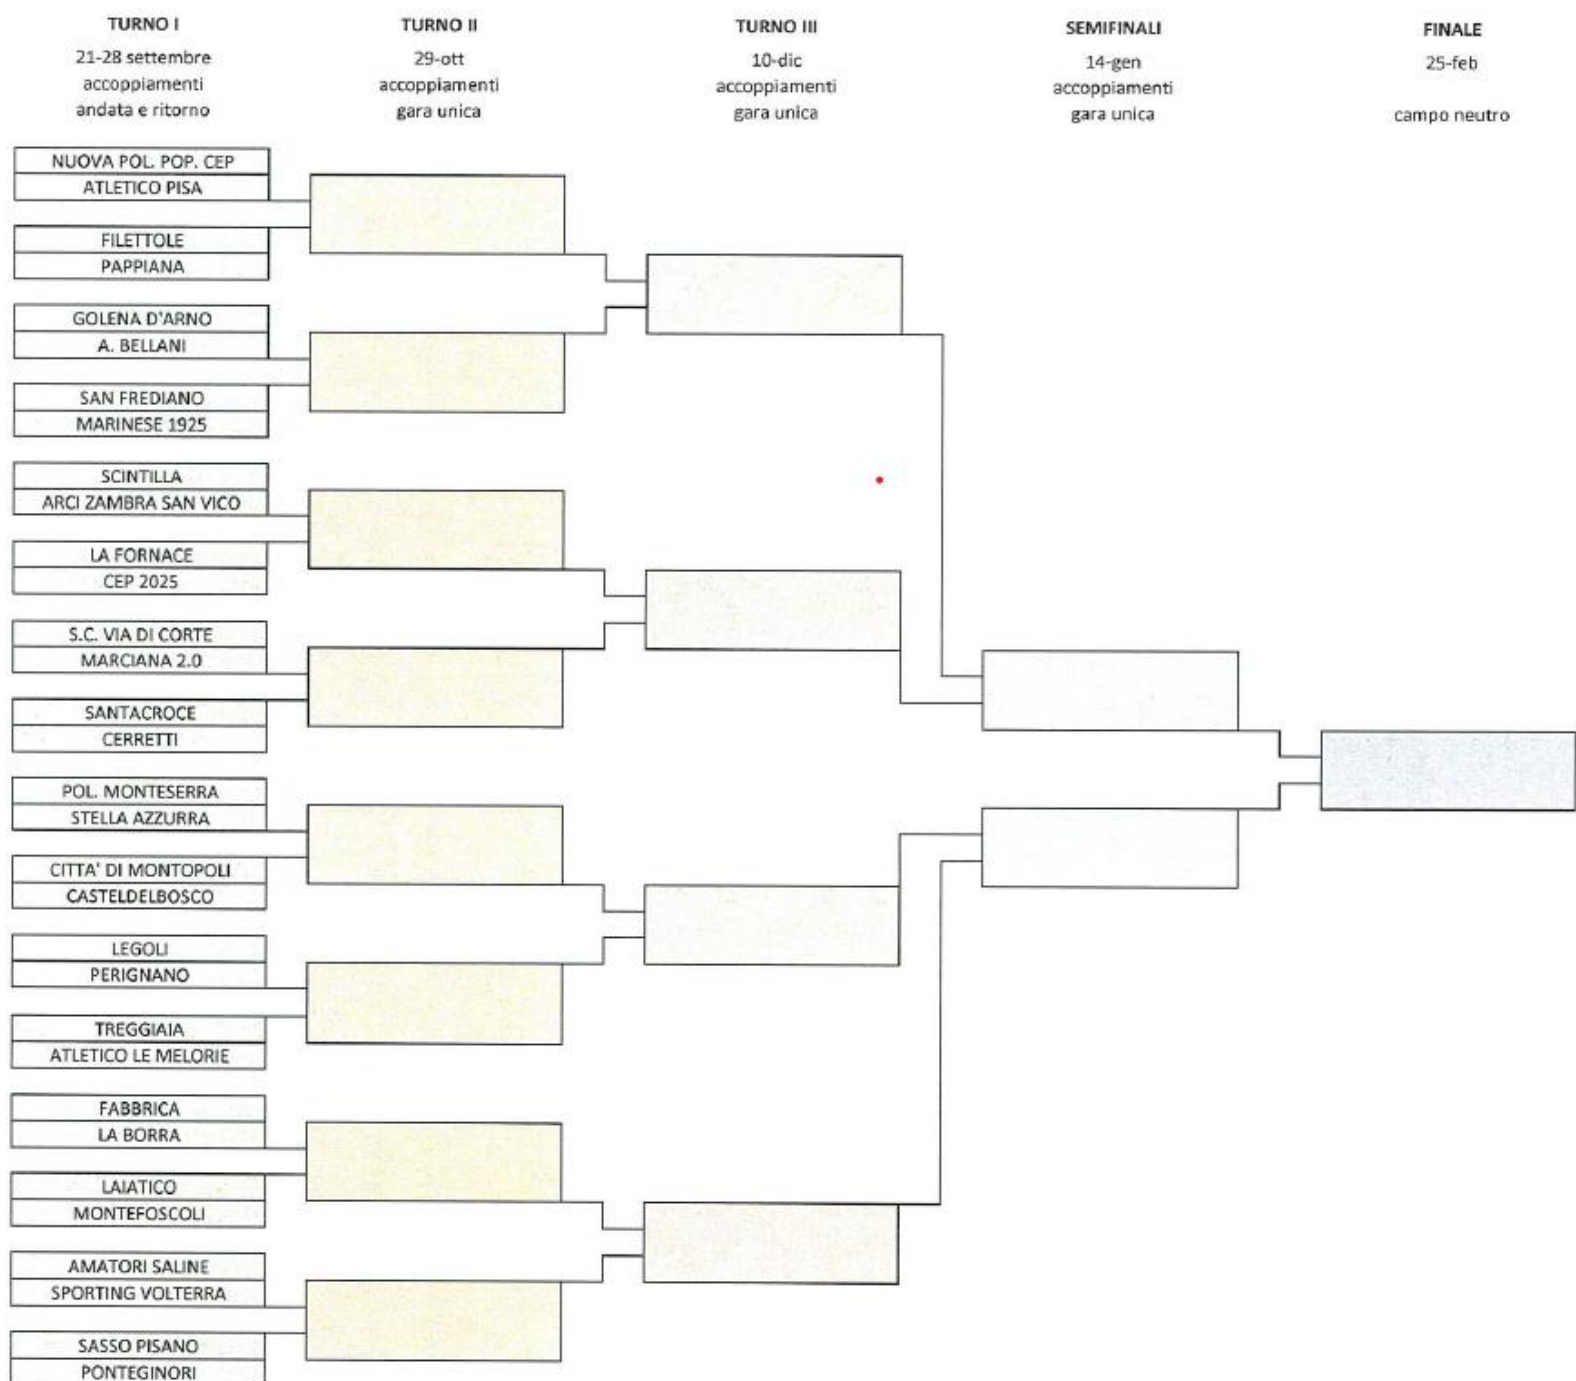 TURNO I
21-28 settembre
accoppiamenti
andata e ritorno
TURNO II
29-ott
accoppiamenti
gara unica
TURNO III
10-dic
accoppiamenti
gara unica
SEMIFINALI
14-gen
accoppiamenti
gara unica
FINALE
25-feb
campo neutro
NUOVA POL. POP. CEP
ATLETICO PISA
FILETTOLE
PAPPIANA
GOLENA D'ARNO
A. BELLANI
SAN FREDIANO
MARINESE 1925
SCINTILLA
ARCI ZAMBRA SAN VICO
LA FORNACE
CEP 2025
S.C. VIA DI CORTE
MARCIANA 2.0
SANTACROCE
CERRETTI
POL. MONTESERRA
STELLA AZZURRA
CITTA' DI MONTOPOLI
CASTELDELBOSCO
LEGOLI
PERIGNANO
TREGGIAIA
ATLETICO LE MELORIE
FABBRICA
LA BORRA
LAIATICO
MONTEFOSCOLI
AMATORI SALINE
SPORTING VOLTERRA
SASSO PISANO
PONTEGINORI